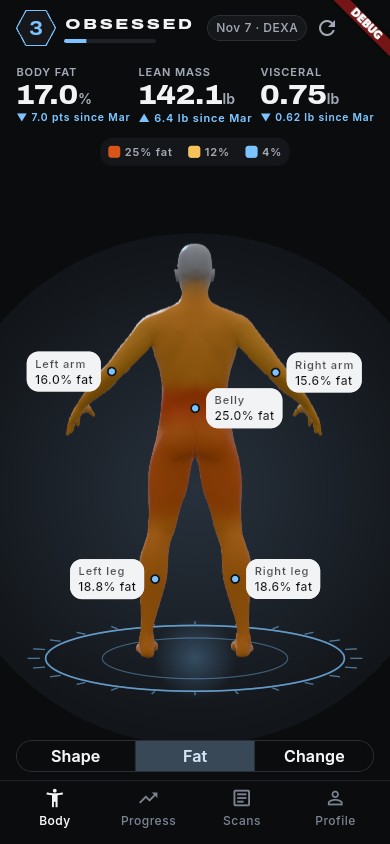 3 OBSESSED
Nov 7 · DEXA
DEBUG
BODY FAT
17.0%
▼ 7.0 pts since Mar
LEAN MASS
142.1lb
▲ 6.4 lb since Mar
VISCERAL
0.75lb
▼ 0.62 lb since Mar
25% fat 12% 4%
Left arm
16.0% fat
Right arm
15.6% fat
Belly
25.0% fat
Left leg
18.8% fat
Right leg
18.6% fat
Shape Fat Change
Body Progress Scans Profile